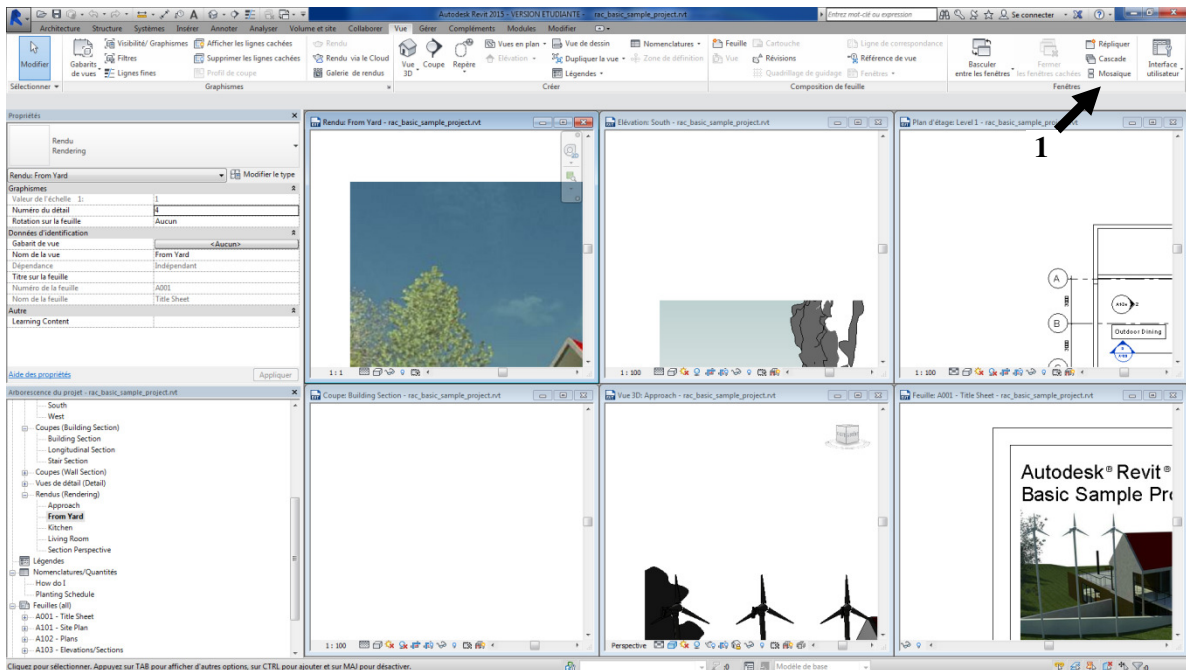 Autodesk Revit 2015 - VERSION ETUDIANTE - rac_basic_sample_project.rvt
Entrez mot-clé ou expression
Se connecter
Architecture Structure Systèmes Insérer Annoter Analyser Volume et site Collaborer Vue Gérer Compléments Modules Modifier
Modifier
Gabarits de vues
Visibilité/ Graphismes
Filtres
Lignes fines
Afficher les lignes cachées
Supprimer les lignes cachées
Profil de coupe
Rendu
Rendu via le Cloud
Galerie de rendus
Vue 3D
Coupe
Repère
Vues en plan
Élévation
Vue de dessin
Dupliquer la vue
Légendes
Nomenclatures
Zone de définition
Feuille
Vue
Cartouche
Révisions
Quadrillage de guidage
Ligne de correspondance
Référence de vue
Fenêtres
Basculer entre les fenêtres
Fermer les fenêtres cachées
Répliquer
Cascade
Mosaïque
Interface utilisateur
Sélectionner
Graphismes
Créer
Composition de feuille
Fenêtres
1
Propriétés
Rendu
Rendering
Rendu: From Yard
Modifier le type
Graphismes
Valeur de l'échelle 1: 1
Numéro du détail 4
Rotation sur la feuille Aucun
Données d'identification
Gabarit de vue <Aucun>
Nom de la vue From Yard
Dépendance Indépendant
Titre sur la feuille
Numéro de la feuille A001
Nom de la feuille Title Sheet
Autre
Learning Content
Aide des propriétés
Appliquer
Arborescence du projet - rac_basic_sample_project.rvt
South
West
Coupes (Building Section)
Building Section
Longitudinal Section
Stair Section
Coupes (Wall Section)
Vues de détail (Detail)
Rendus (Rendering)
Approach
From Yard
Kitchen
Living Room
Section Perspective
Légendes
Nomenclatures/Quantités
How do I
Planting Schedule
Feuilles (all)
A001 - Title Sheet
A101 - Site Plan
A102 - Plans
A103 - Elevations/Sections
Rendu: From Yard - rac_basic_sample_project.rvt
1 : 1
Elévation: South - rac_basic_sample_project.rvt
1 : 100
Plan d'étage: Level 1 - rac_basic_sample_project.rvt
A
B
Outdoor Dining
1 : 100
Coupe: Building Section - rac_basic_sample_project.rvt
1 : 100
Vue 3D: Approach - rac_basic_sample_project.rvt
Perspective
Feuille: A001 - Title Sheet - rac_basic_sample_project.rvt
Autodesk® Revit®
Basic Sample Pro
Cliquez pour sélectionner. Appuyez sur TAB pour afficher d'autres options, sur CTRL pour ajouter et sur MAJ pour désactiver.
:0
Modèle de base